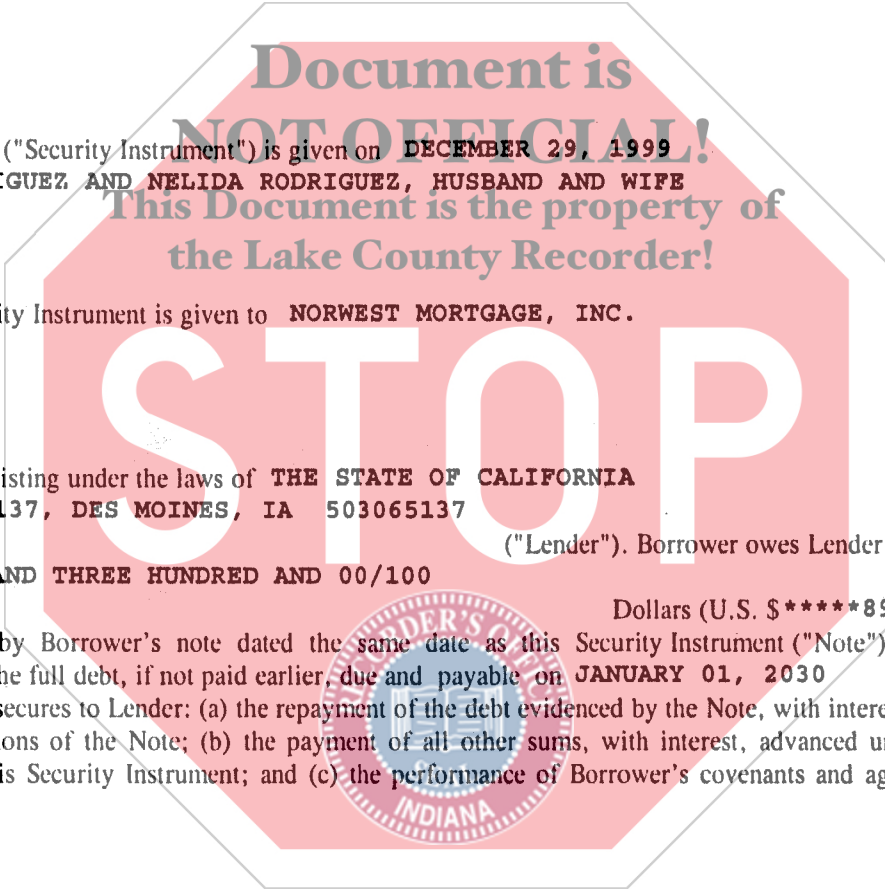 Document is
NOT OFFICIAL!
("Security Instrument") is given on DECEMBER 29, 1999
IGUEZ AND NELIDA RODRIGUEZ, HUSBAND AND WIFE
This Document is the property of
the Lake County Recorder!
ity Instrument is given to NORWEST MORTGAGE, INC.
STOP
isting under the laws of THE STATE OF CALIFORNIA
137, DES MOINES, IA 503065137
("Lender"). Borrower owes Lender
AND THREE HUNDRED AND 00/100
Dollars (U.S. $*****89
by Borrower's note dated the same date as this Security Instrument ("Note")
he full debt, if not paid earlier, due and payable on JANUARY 01, 2030
secures to Lender: (a) the repayment of the debt evidenced by the Note, with intere
ions of the Note; (b) the payment of all other sums, with interest, advanced u
is Security Instrument; and (c) the performance of Borrower's covenants and ag
INDIANA